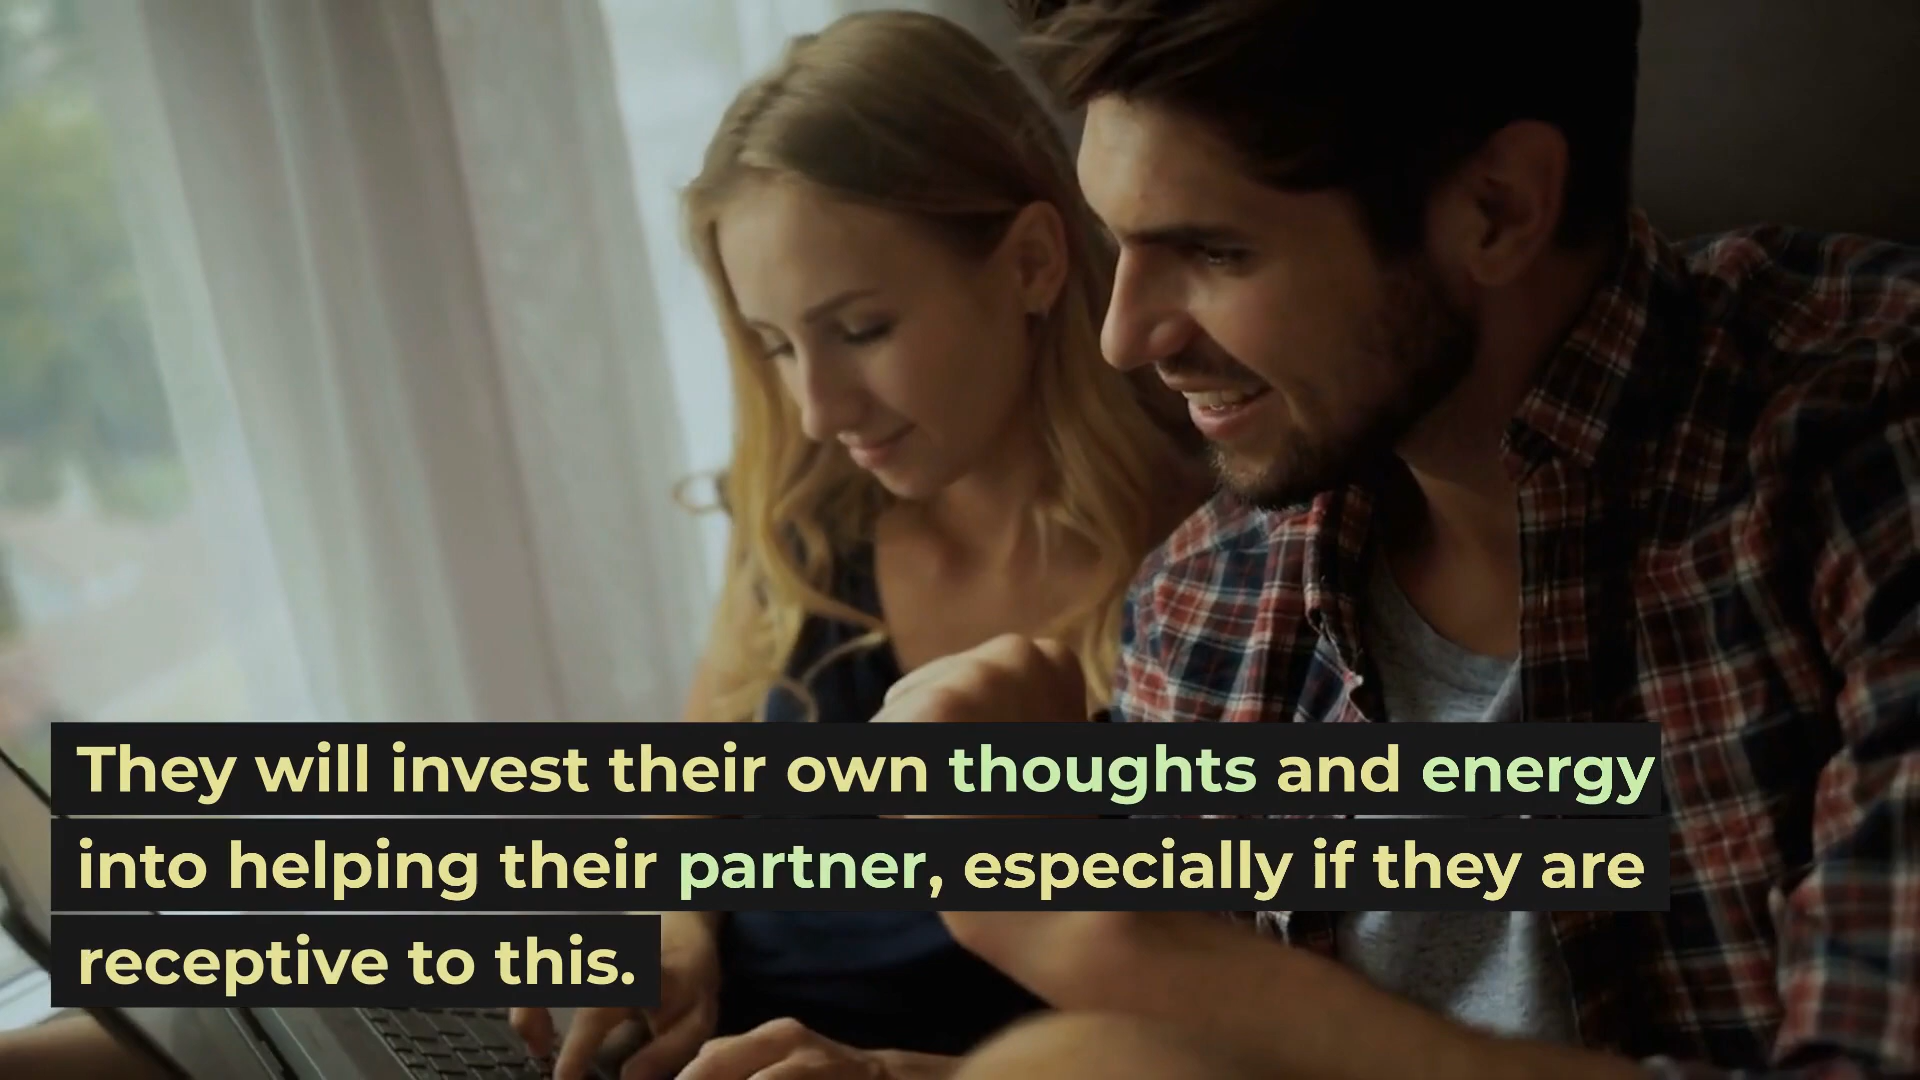 They will invest their own thoughts and energy
into helping their partner, especially if they are
receptive to this.